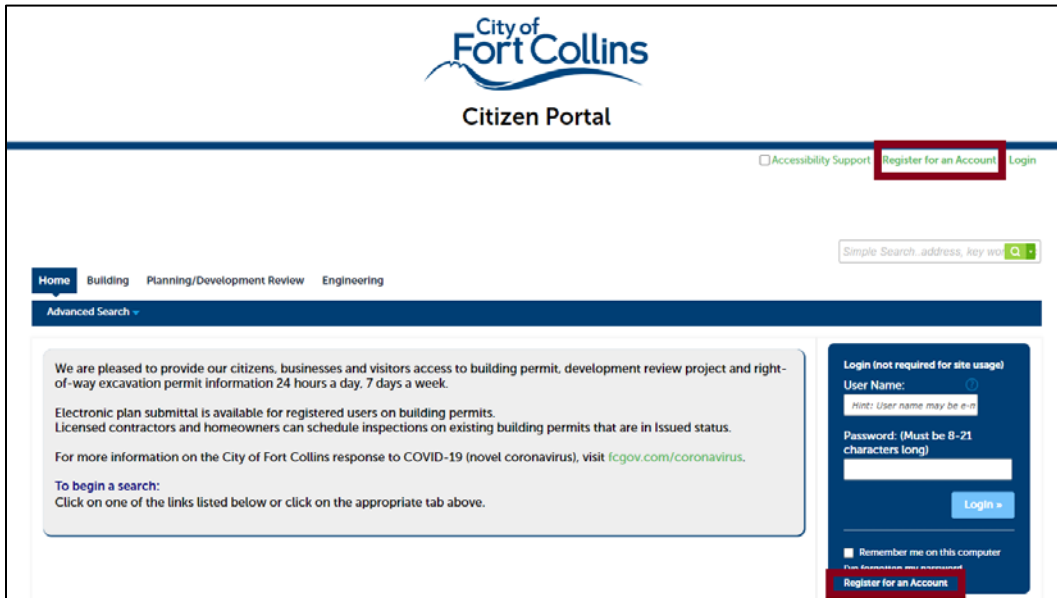 City of
Fort Collins
Citizen Portal
Accessibility Support Register for an Account Login
Simple Search..address, key wor
Home Building Planning/Development Review Engineering
Advanced Search
We are pleased to provide our citizens, businesses and visitors access to building permit, development review project and right-
of-way excavation permit information 24 hours a day, 7 days a week.
Electronic plan submittal is available for registered users on building permits.
Licensed contractors and homeowners can schedule inspections on existing building permits that are in Issued status.
For more information on the City of Fort Collins response to COVID-19 (novel coronavirus), visit fcgov.com/coronavirus.
To begin a search:
Click on one of the links listed below or click on the appropriate tab above.
Login (not required for site usage)
User Name: ?
Hint: User name may be e-m
Password: (Must be 8-21
characters long)
Login »
Remember me on this computer
I've forgotten my password
Register for an Account